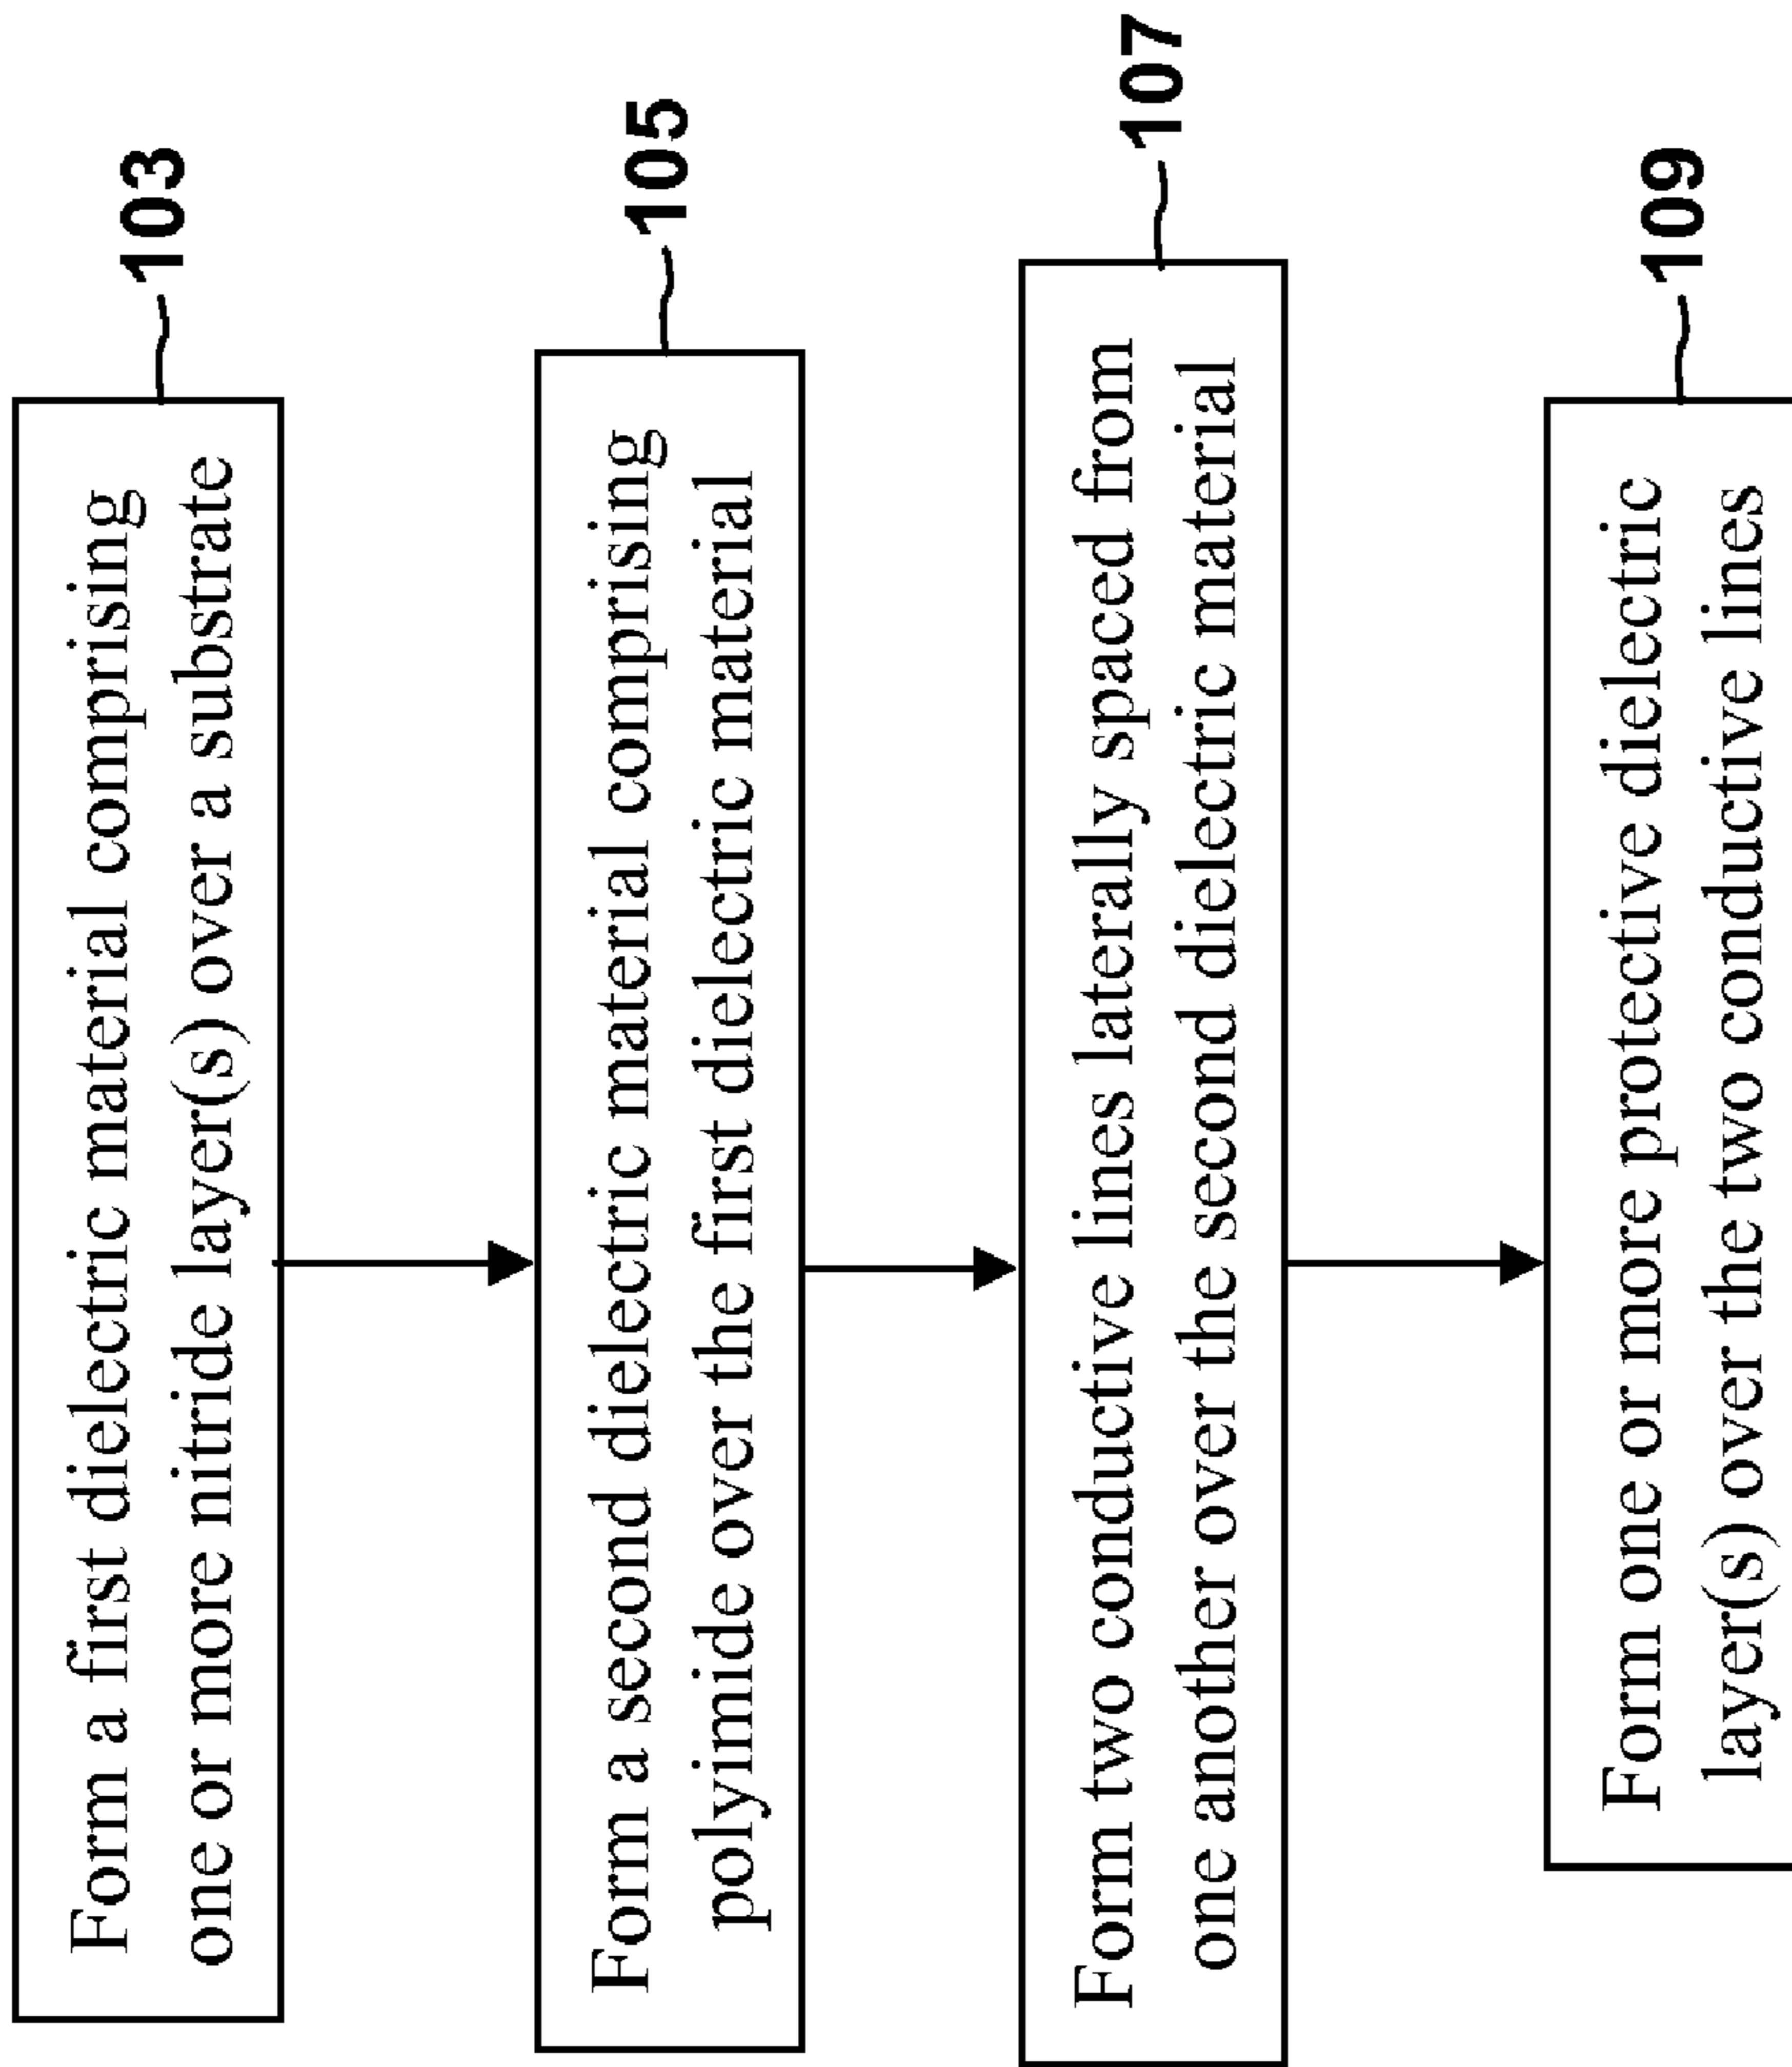 Form a first dielectric material comprising
one or more nitride layer(s) over a substrate
103
Form a second dielectric material comprising
polyimide over the first dielectric material
105
Form two conductive lines laterally spaced from
one another over the second dielectric material
107
Form one or more protective dielectric
layer(s) over the two conductive lines
109